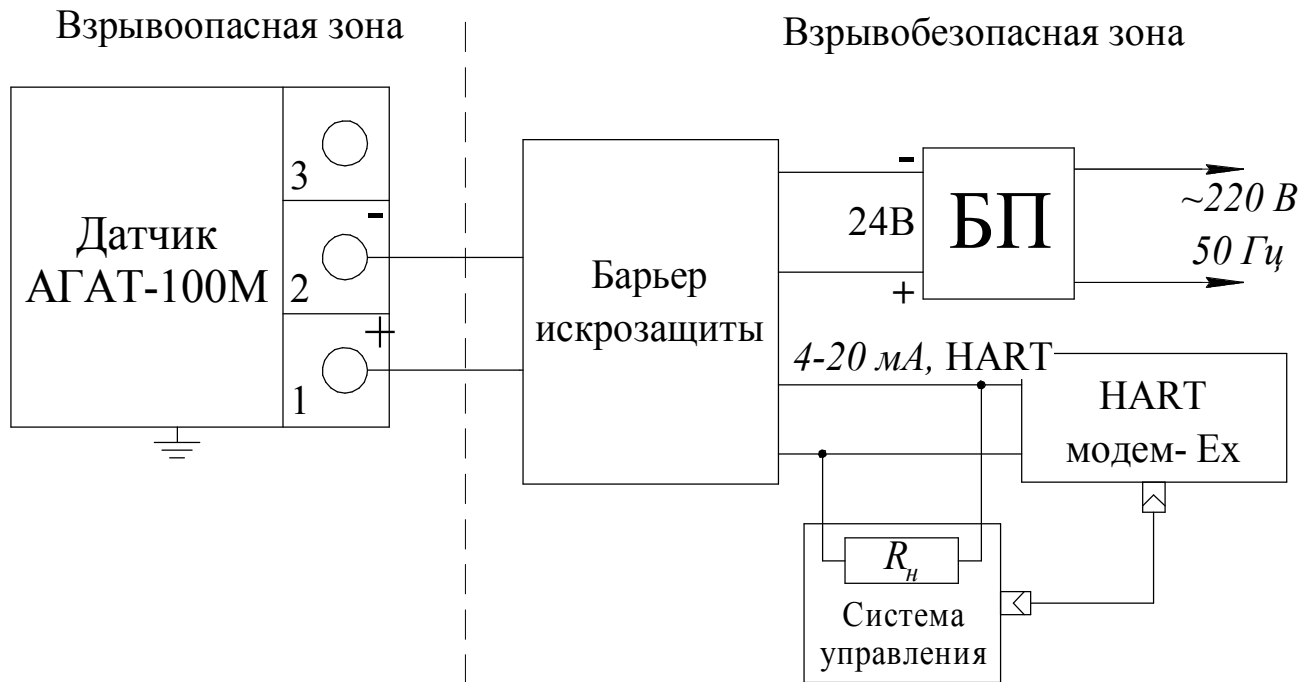 Взрывоопасная зона
Взрывобезопасная зона
Датчик
АГАТ-100М
3
-
2
+
1
Барьер
искрозащиты
-
24В
+
БП
~220 В
50 Гц
4-20 мА, HART
HART
модем- Ex
Rн
Система
управления